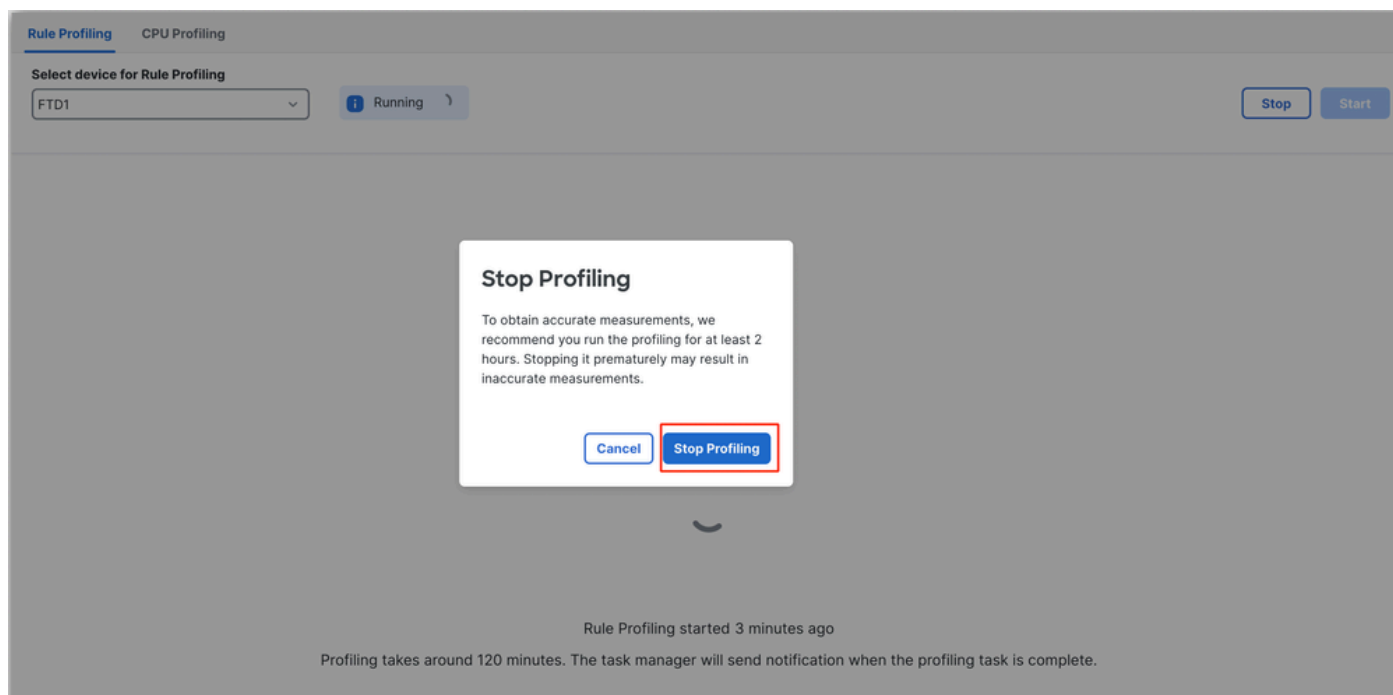 Rule Profiling CPU Profiling
Select device for Rule Profiling
FTD1 Running Stop Start
Stop Profiling
To obtain accurate measurements, we
recommend you run the profiling for at least 2
hours. Stopping it prematurely may result in
inaccurate measurements.
Cancel Stop Profiling
Rule Profiling started 3 minutes ago
Profiling takes around 120 minutes. The task manager will send notification when the profiling task is complete.